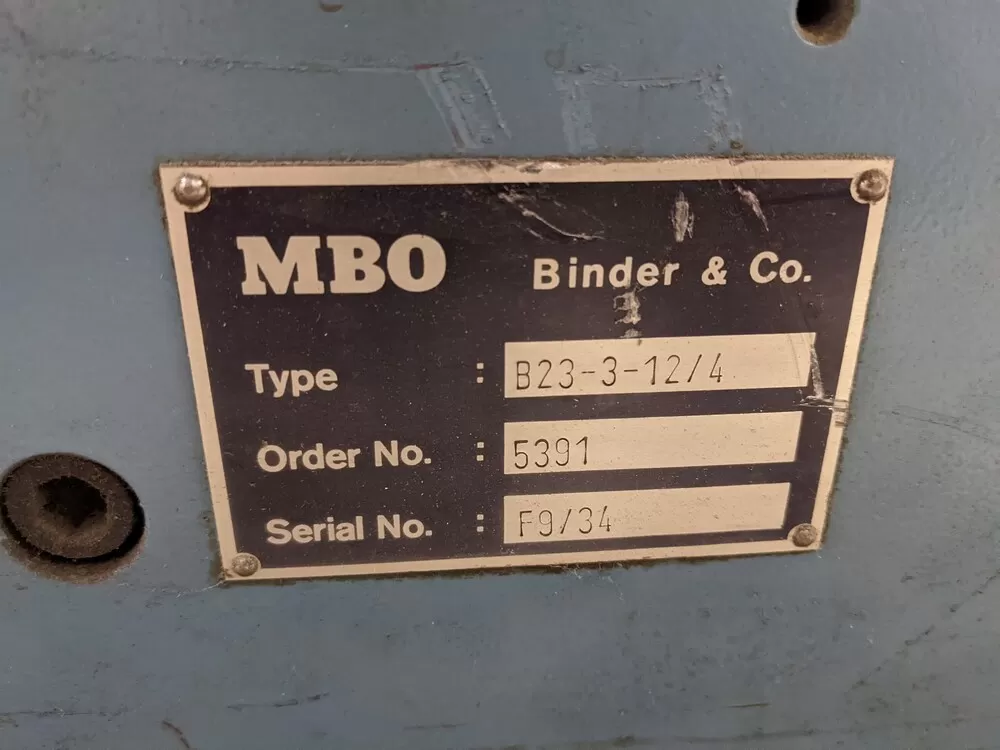 MBO Binder & Co.
Type : B23-3-12/4
Order No. : 5391
Serial No. : F9/34